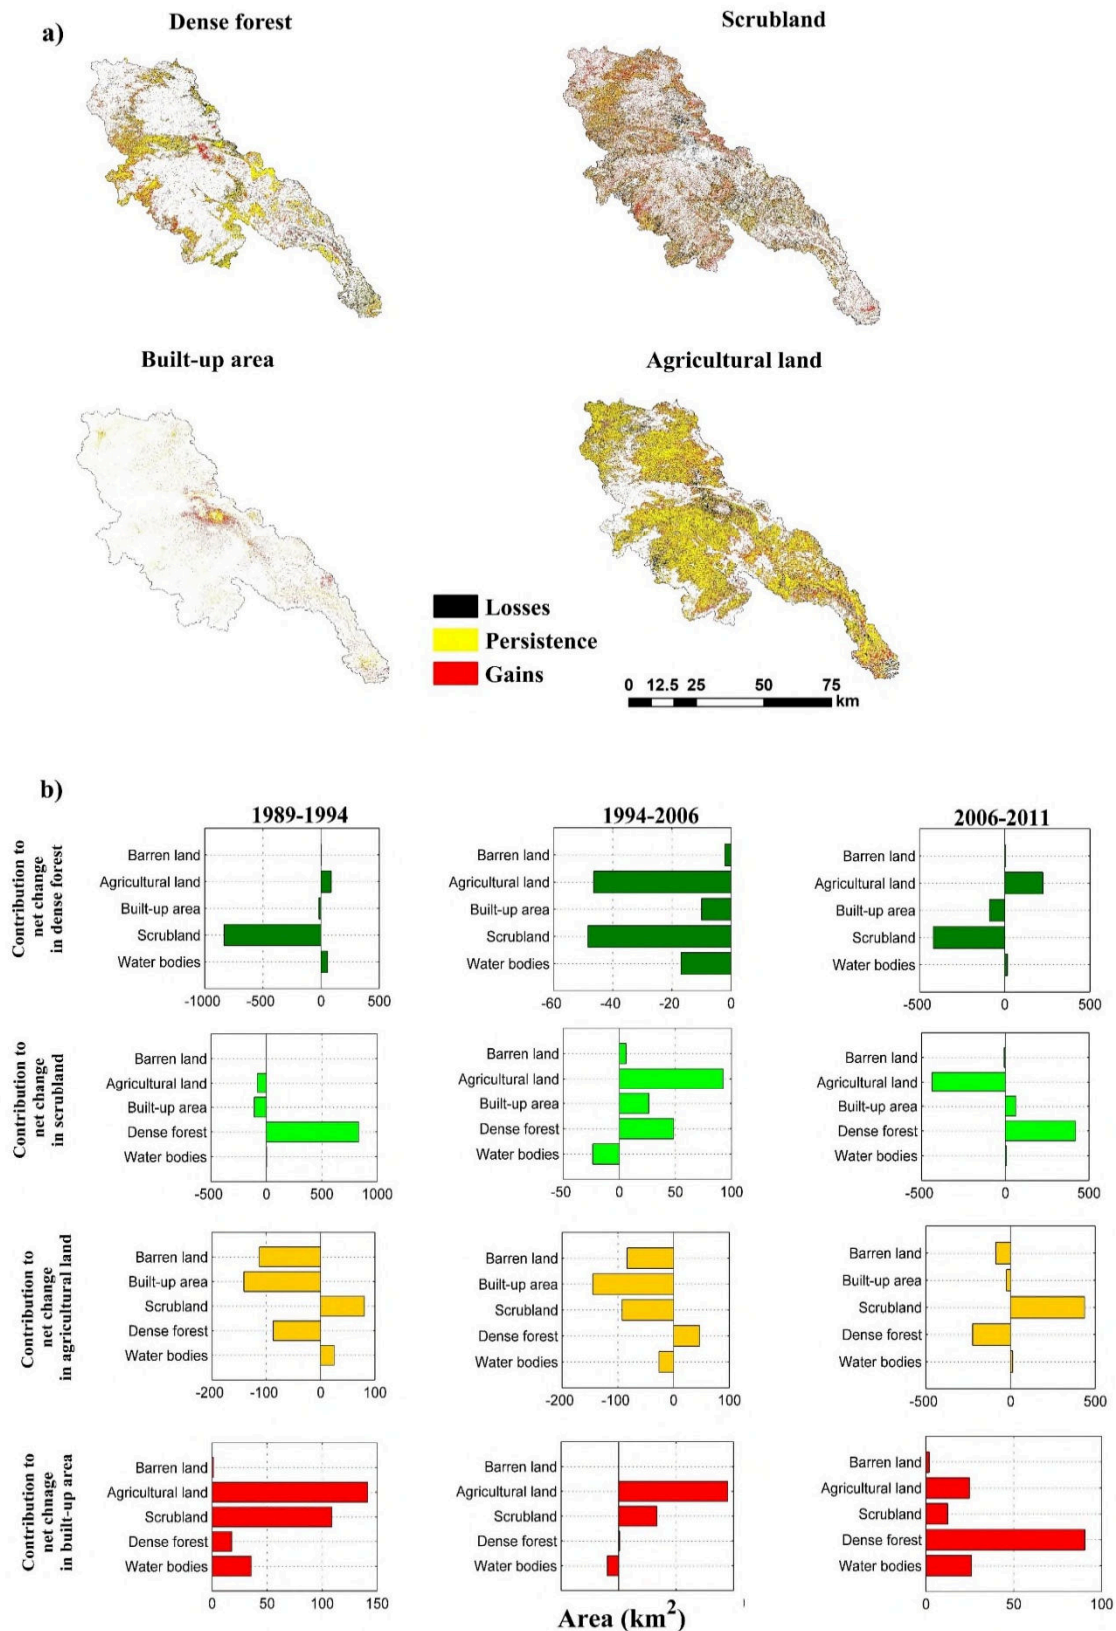 a)
Dense forest
Scrubland
Built-up area
Agricultural land
Losses
Persistence
Gains
0 12.5 25 50 75
km
b)
1989-1994
1994-2006
2006-2011
Contribution to
net change
in dense forest
Barren land
Agricultural land
Built-up area
Scrubland
Water bodies
-1000 -500 0 500
Barren land
Agricultural land
Built-up area
Scrubland
Water bodies
-60 -40 -20 0
Barren land
Agricultural land
Built-up area
Scrubland
Water bodies
-500 0 500
Contribution to
net change
in scrubland
Barren land
Agricultural land
Built-up area
Dense forest
Water bodies
-500 0 500 1000
Barren land
Agricultural land
Built-up area
Dense forest
Water bodies
-50 0 50 100
Barren land
Agricultural land
Built-up area
Dense forest
Water bodies
-500 0 500
Contribution to
net change
in agricultural land
Barren land
Built-up area
Scrubland
Dense forest
Water bodies
-200 -100 0 100
Barren land
Built-up area
Scrubland
Dense forest
Water bodies
-200 -100 0 100
Barren land
Built-up area
Scrubland
Dense forest
Water bodies
-500 0 500
Contribution to
net chnage
in built-up area
Barren land
Agricultural land
Scrubland
Dense forest
Water bodies
0 50 100 150
Barren land
Agricultural land
Scrubland
Dense forest
Water bodies
Barren land
Agricultural land
Scrubland
Dense forest
Water bodies
0 50 100
Area (km2)